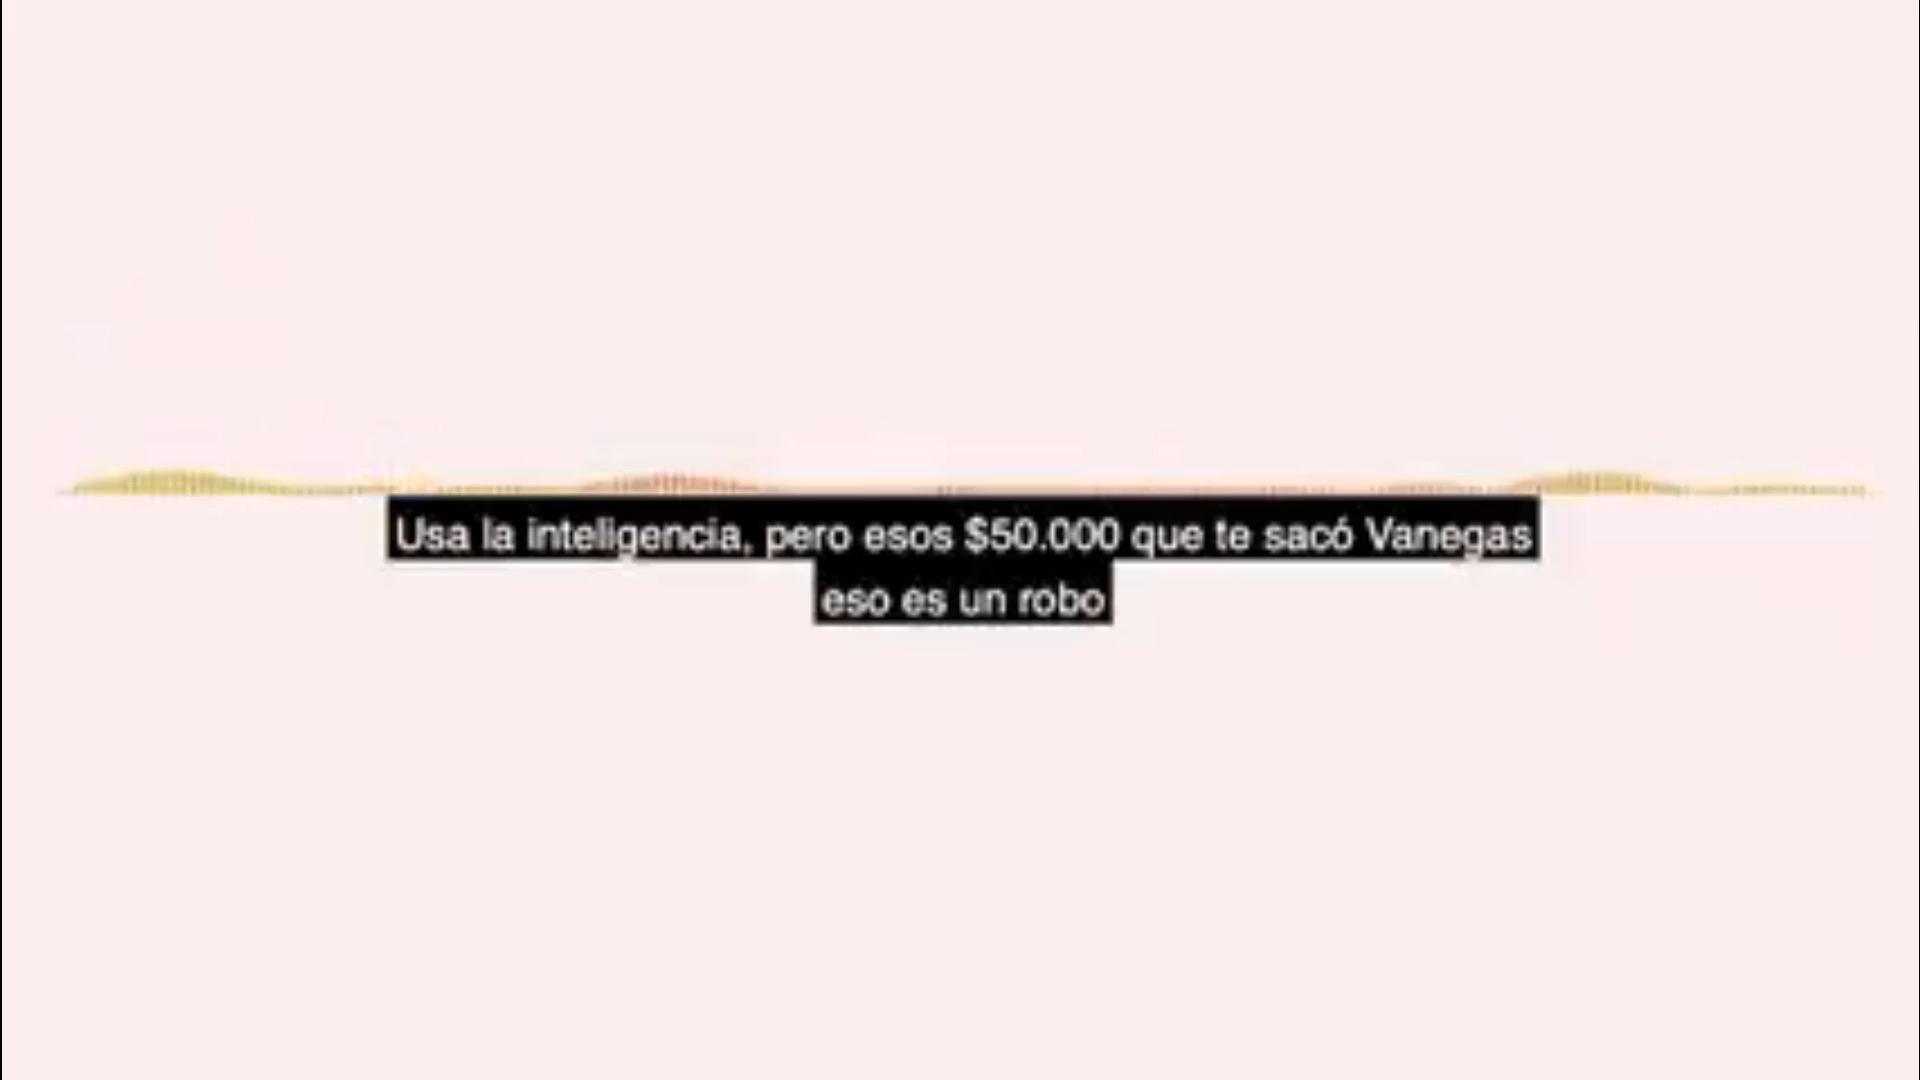 Usa la inteligencia, pero esos $50.000 que te sacó Vanegas
eso es un robo